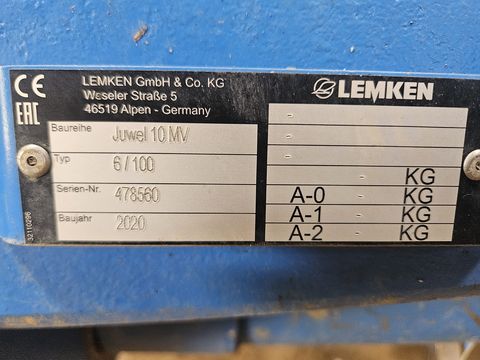 CE
EAC
LEMKEN GmbH & Co. KG
Weseler Straße 5
46519 Alpen - Germany
Baureihe Juwel 10 MV
Typ 6 / 100
Serien-Nr. 478560
Baujahr 2020
32110286
LEMKEN
-
-
-
- KG
A-0 - KG
A-1 - KG
A-2 - KG